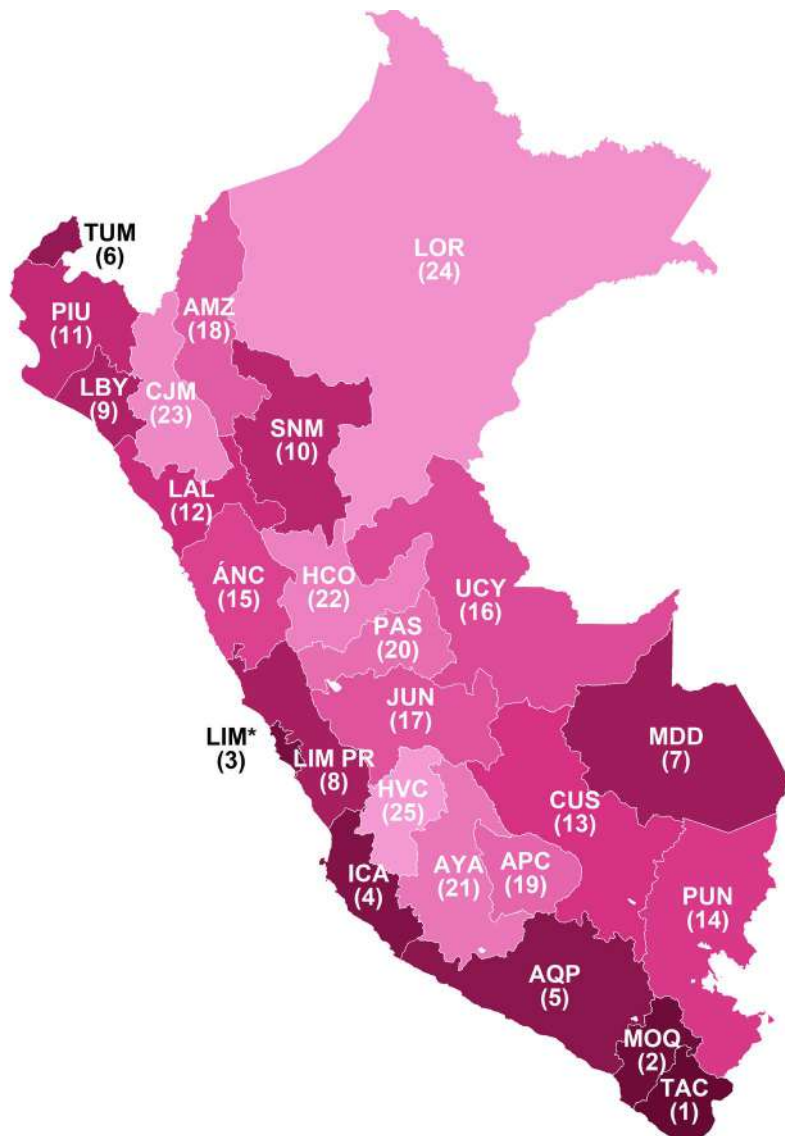 TUM
(6)
LOR
(24)
PIU
(11)
AMZ
(18)
LBY
(9)
CJM
(23)
SNM
(10)
LAL
(12)
ÁNC
(15)
HCO
(22)
UCY
(16)
PAS
(20)
JUN
(17)
LIM*
(3)
LIM PR
(8)
MDD
(7)
HVC
(25)
CUS
(13)
ICA
(4)
AYA
(21)
APC
(19)
PUN
(14)
AQP
(5)
MOQ
(2)
TAC
(1)